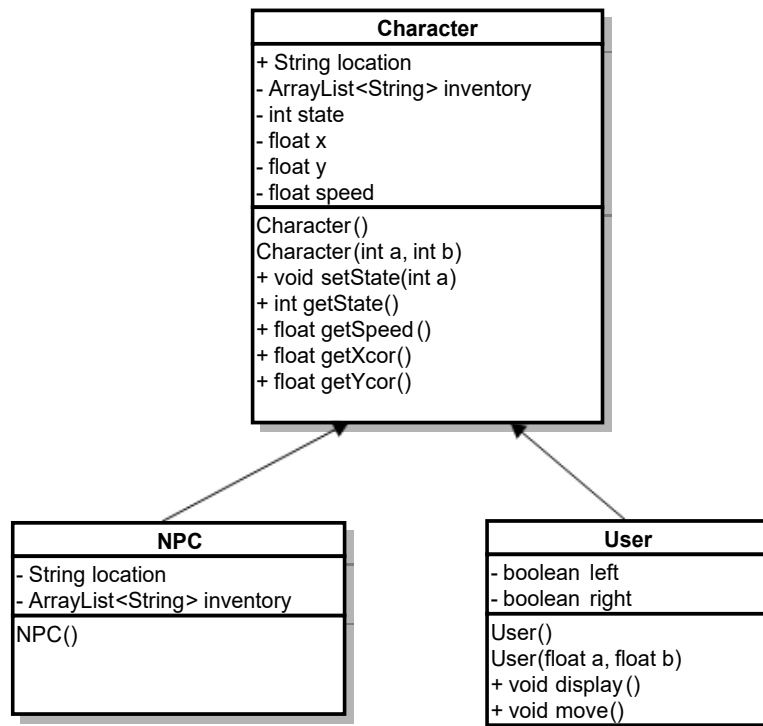 Character
+ String location
- ArrayList<String> inventory
- int state
- float x
- float y
- float speed
Character()
Character(int a, int b)
+ void setState(int a)
+ int getState()
+ float getSpeed()
+ float getXcor()
+ float getYcor()
NPC
- String location
- ArrayList<String> inventory
NPC()
User
- boolean left
- boolean right
User()
User(float a, float b)
+ void display()
+ void move()